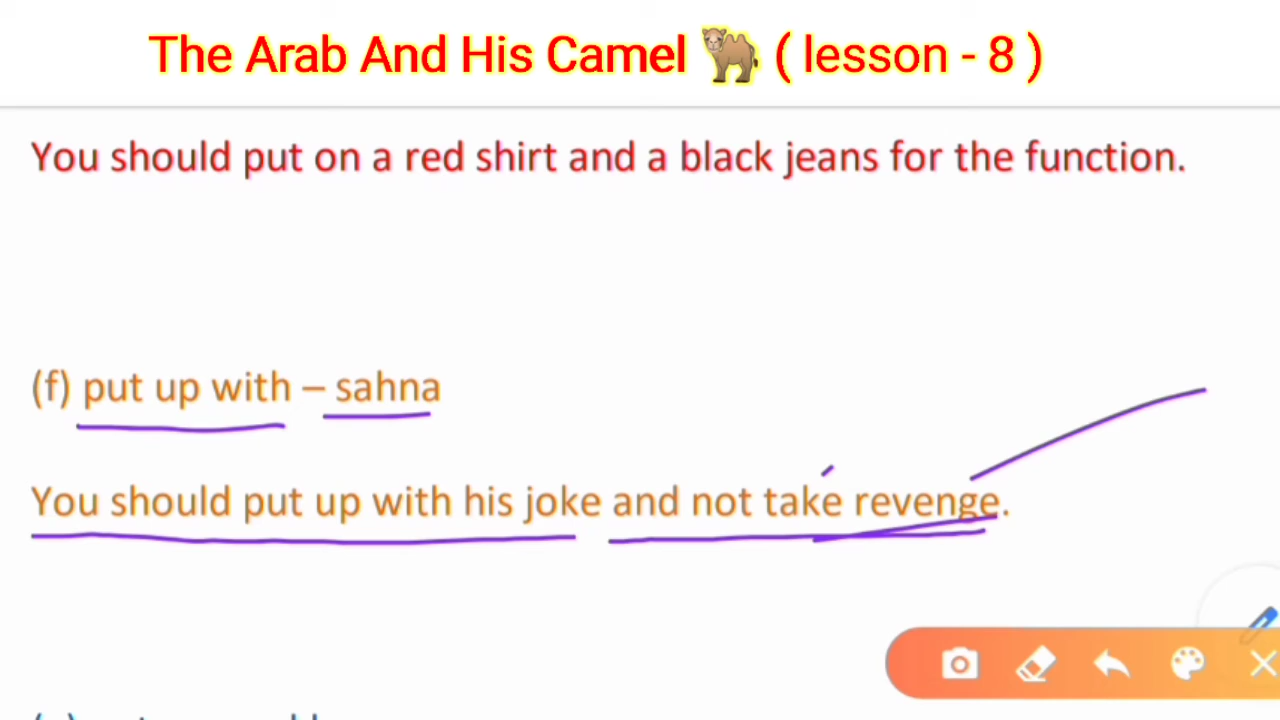 The Arab And His Camel 🐫 ( lesson - 8 )
You should put on a red shirt and a black jeans for the function.
(f) put up with – sahna
You should put up with his joke and not take revenge.